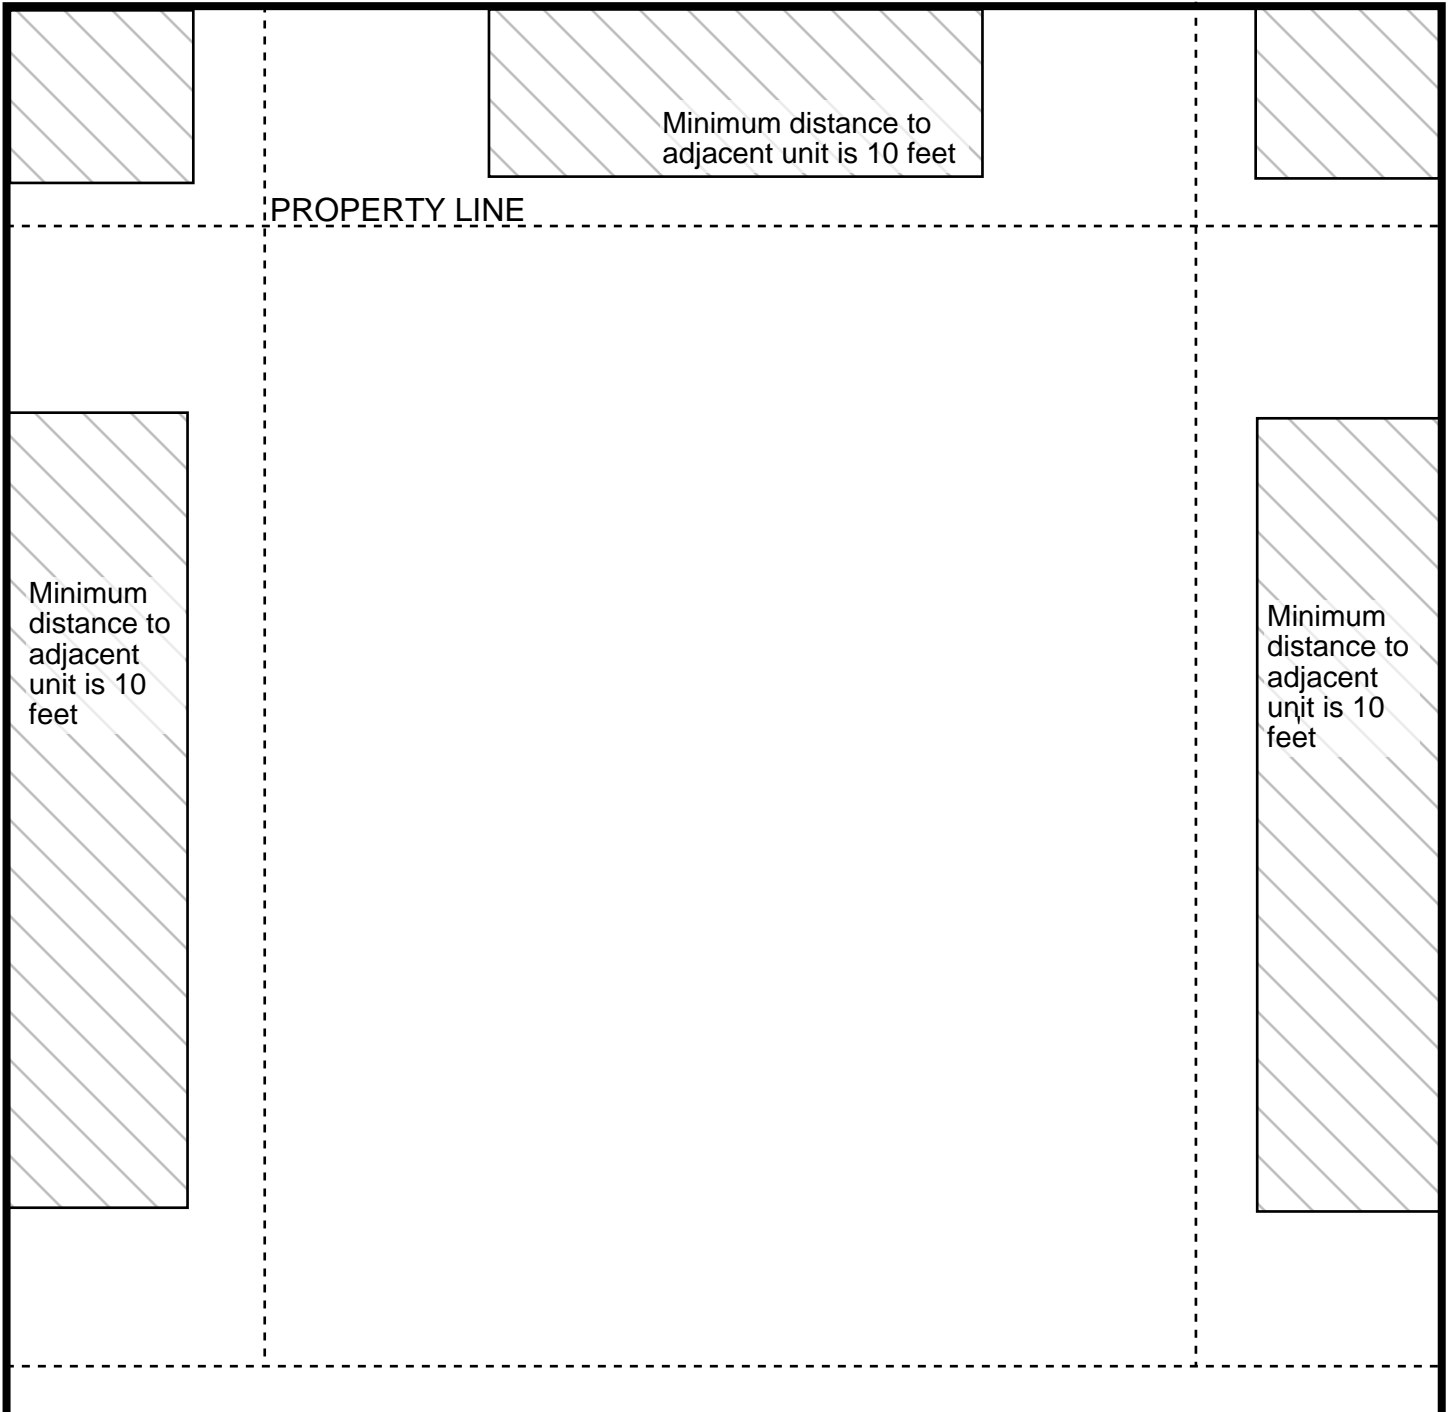 Minimum distance to
adjacent unit is 10 feet
PROPERTY LINE
Minimum
distance to
adjacent
unit is 10
feet
Minimum
distance to
adjacent
unit is 10
feet